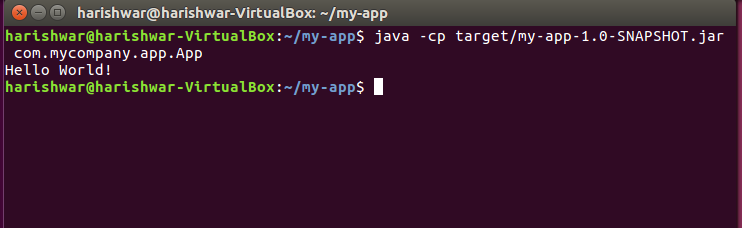 harishwar@harishwar-VirtualBox: ~/my-app
harishwar@harishwar-VirtualBox:~/my-app$ java -cp target/my-app-1.0-SNAPSHOT.jar
 com.mycompany.app.App
Hello World!
harishwar@harishwar-VirtualBox:~/my-app$